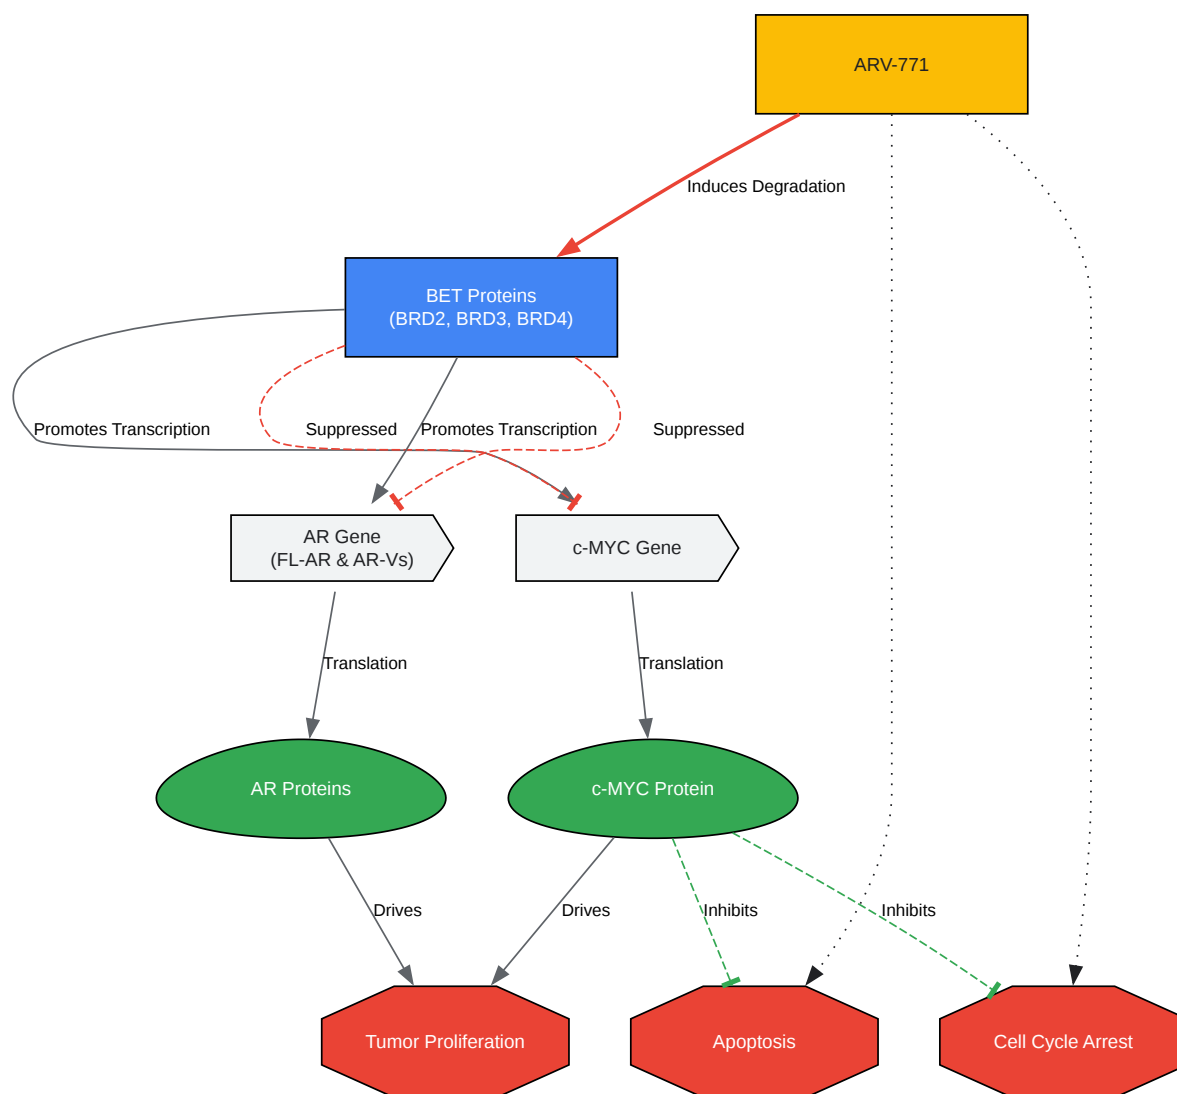 ARV-771
Induces Degradation
BET Proteins
(BRD2, BRD3, BRD4)
Promotes Transcription
Suppressed
Promotes Transcription
Suppressed
AR Gene
(FL-AR & AR-Vs)
c-MYC Gene
Translation
Translation
AR Proteins
c-MYC Protein
Drives
Drives
Inhibits
Inhibits
Tumor Proliferation
Apoptosis
Cell Cycle Arrest